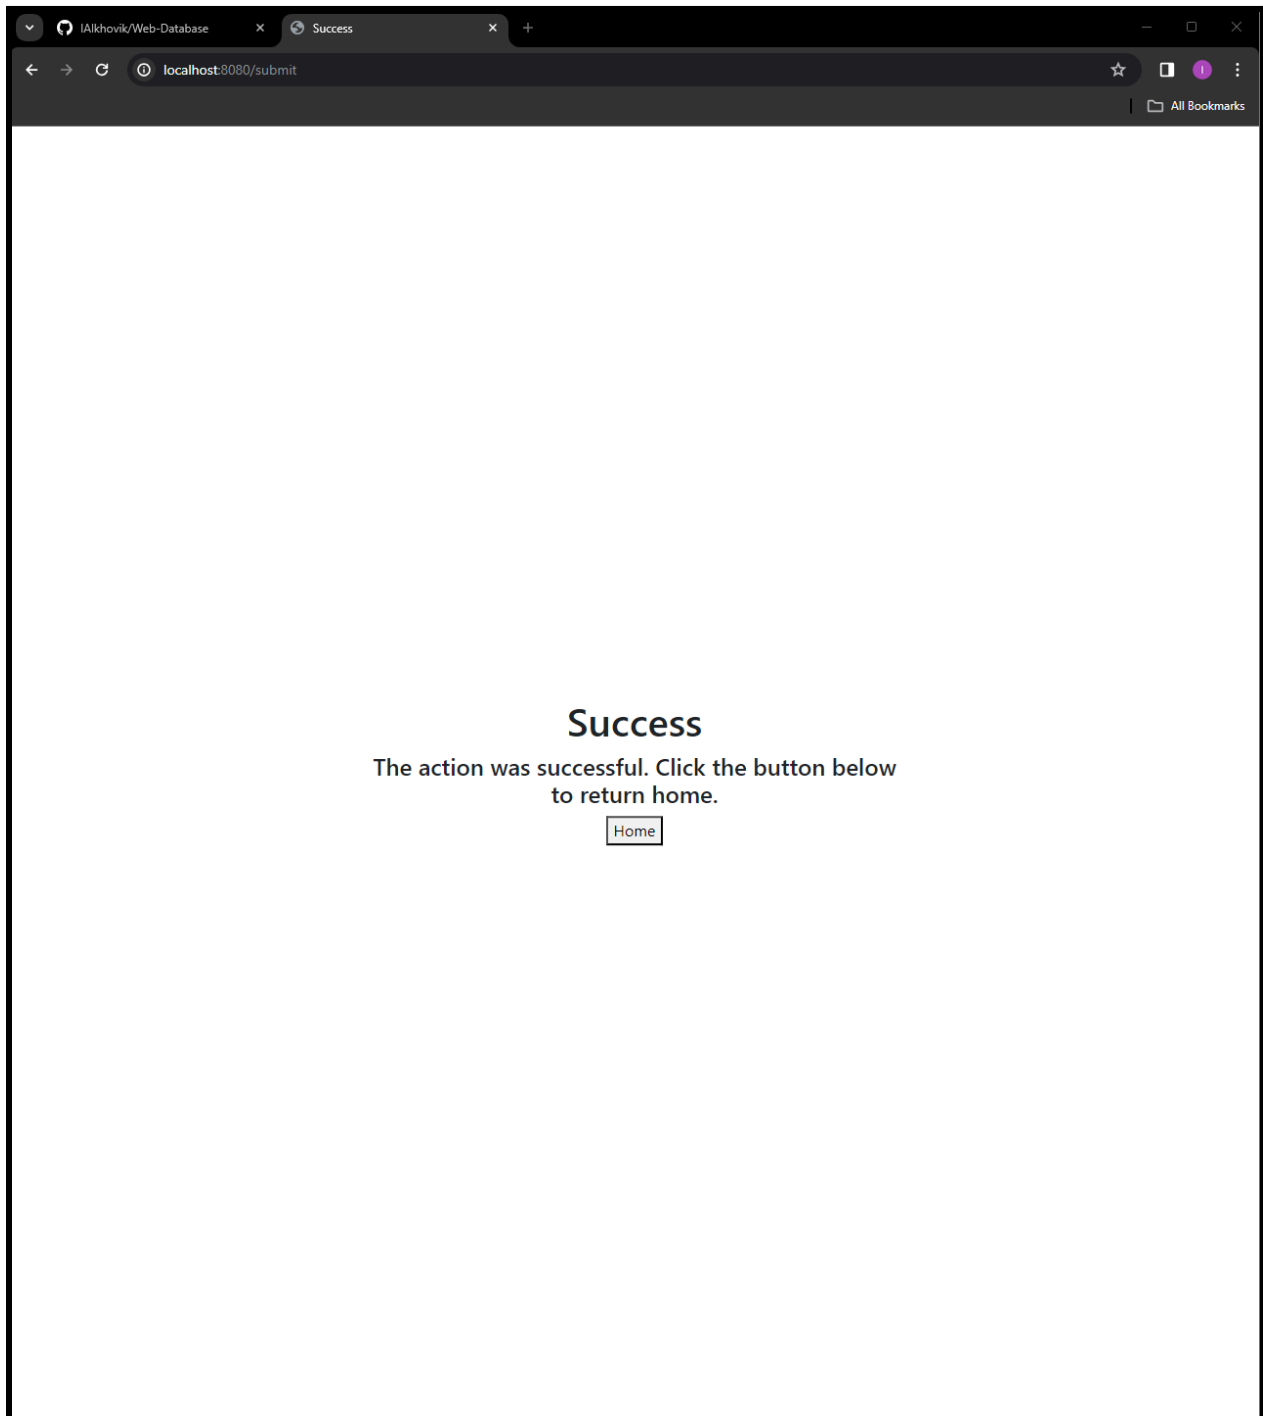 IAlkhovik/Web-Database
Success
localhost:8080/submit
I
All Bookmarks
Success
The action was successful. Click the button below
to return home.
Home